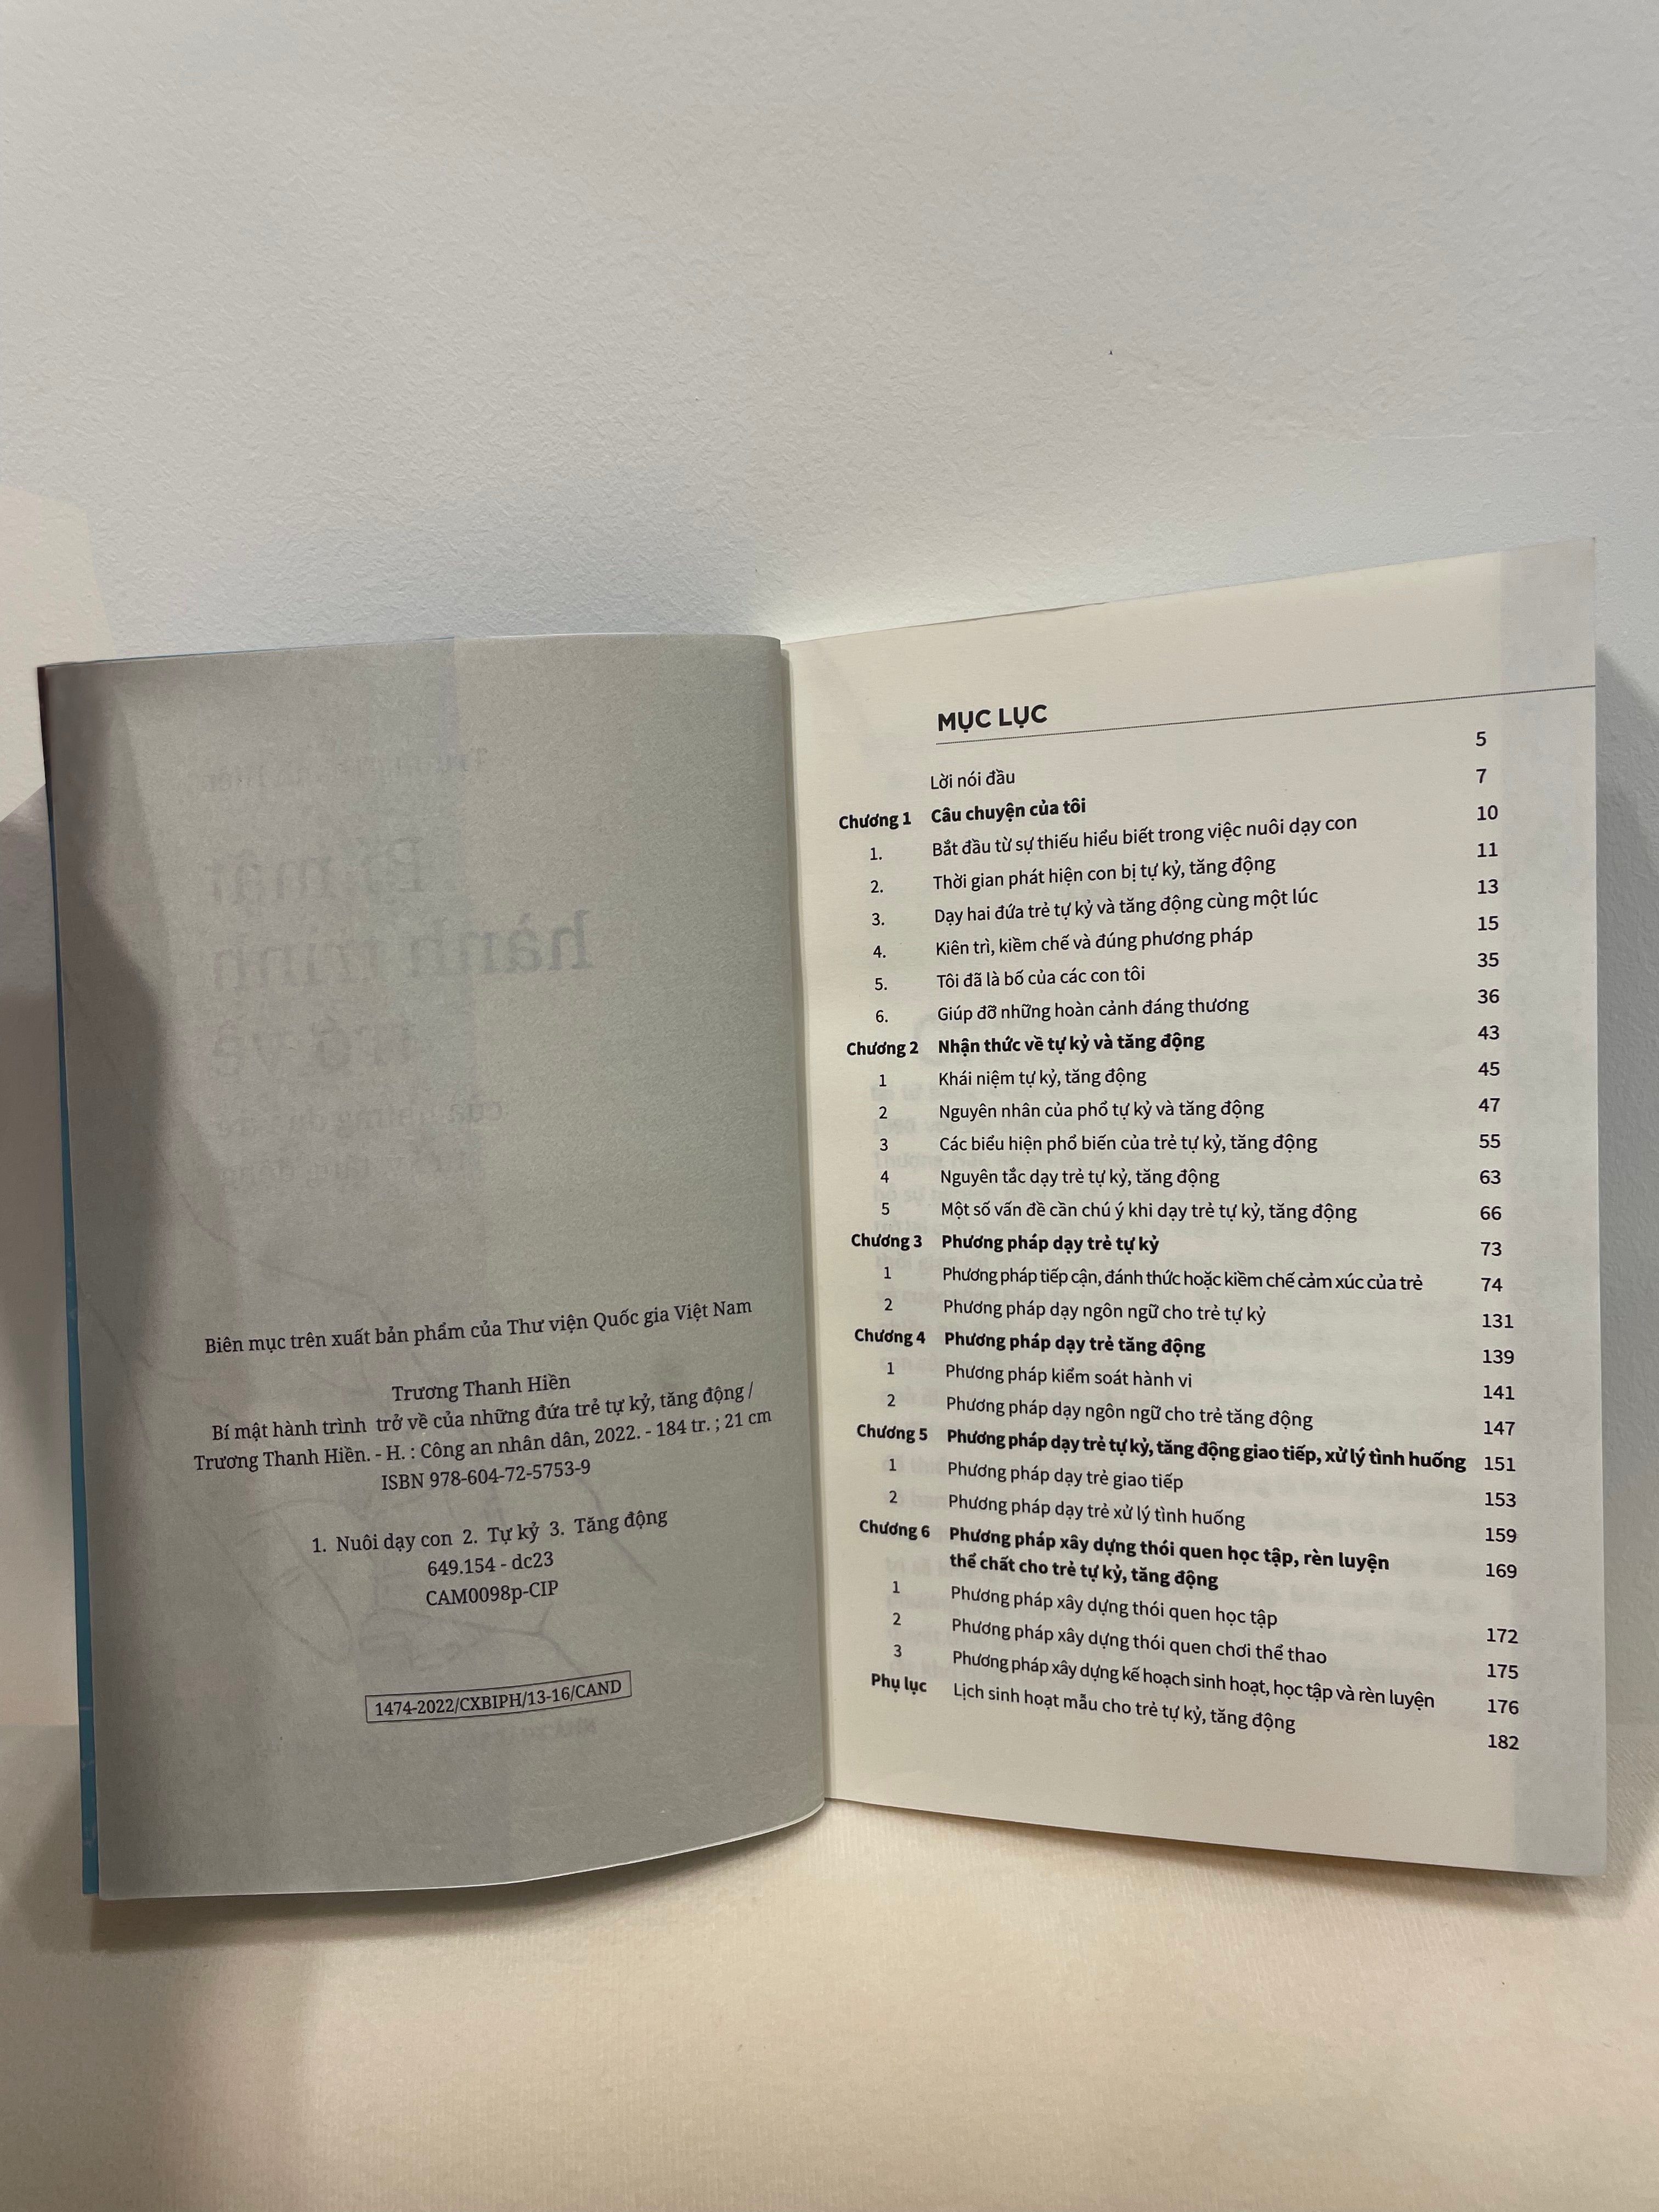 Biên mục trên xuất bản phẩm của Thư viện Quốc gia Việt Nam
Trương Thanh Hiền
Bí mật hành trình trở về của những đứa trẻ tự kỷ, tăng động /
Trương Thanh Hiền. - H. : Công an nhân dân, 2022. - 184 tr. ; 21 cm
ISBN 978-604-72-5753-9
1. Nuôi dạy con 2. Tự kỷ 3. Tăng động
649.154 - dc23
CAM0098p-CIP
1474-2022/CXBIPH/13-16/CAND
MỤC LỤC
Lời nói đầu 5
Chương 1 Câu chuyện của tôi 7
1. Bắt đầu từ sự thiếu hiểu biết trong việc nuôi dạy con 10
2. Thời gian phát hiện con bị tự kỷ, tăng động 11
3. Dạy hai đứa trẻ tự kỷ và tăng động cùng một lúc 13
4. Kiên trì, kiềm chế và đúng phương pháp 15
5. Tôi đã là bố của các con tôi 35
6. Giúp đỡ những hoàn cảnh đáng thương 36
Chương 2 Nhận thức về tự kỷ và tăng động 43
1 Khái niệm tự kỷ, tăng động 45
2 Nguyên nhân của phổ tự kỷ và tăng động 47
3 Các biểu hiện phổ biến của trẻ tự kỷ, tăng động 55
4 Nguyên tắc dạy trẻ tự kỷ, tăng động 63
5 Một số vấn đề cần chú ý khi dạy trẻ tự kỷ, tăng động 66
Chương 3 Phương pháp dạy trẻ tự kỷ 73
1 Phương pháp tiếp cận, đánh thức hoặc kiềm chế cảm xúc của trẻ 74
2 Phương pháp dạy ngôn ngữ cho trẻ tự kỷ 131
Chương 4 Phương pháp dạy trẻ tăng động 139
1 Phương pháp kiểm soát hành vi 141
2 Phương pháp dạy ngôn ngữ cho trẻ tăng động 147
Chương 5 Phương pháp dạy trẻ tự kỷ, tăng động giao tiếp, xử lý tình huống 151
1 Phương pháp dạy trẻ giao tiếp 153
2 Phương pháp dạy trẻ xử lý tình huống 159
Chương 6 Phương pháp xây dựng thói quen học tập, rèn luyện 169
thể chất cho trẻ tự kỷ, tăng động
1 Phương pháp xây dựng thói quen học tập 172
2 Phương pháp xây dựng thói quen chơi thể thao 175
3 Phương pháp xây dựng kế hoạch sinh hoạt, học tập và rèn luyện 176
Phụ lục Lịch sinh hoạt mẫu cho trẻ tự kỷ, tăng động 182